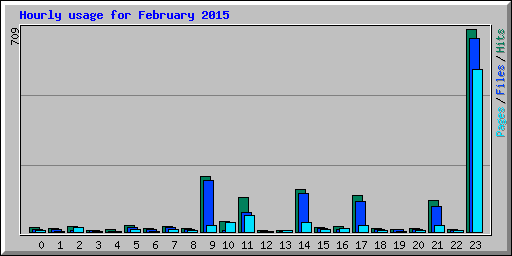 Hourly usage for February 2015
709
Pages/Files/Hits
0 1 2 3 4 5 6 7 8 9 10 11 12 13 14 15 16 17 18 19 20 21 22 23